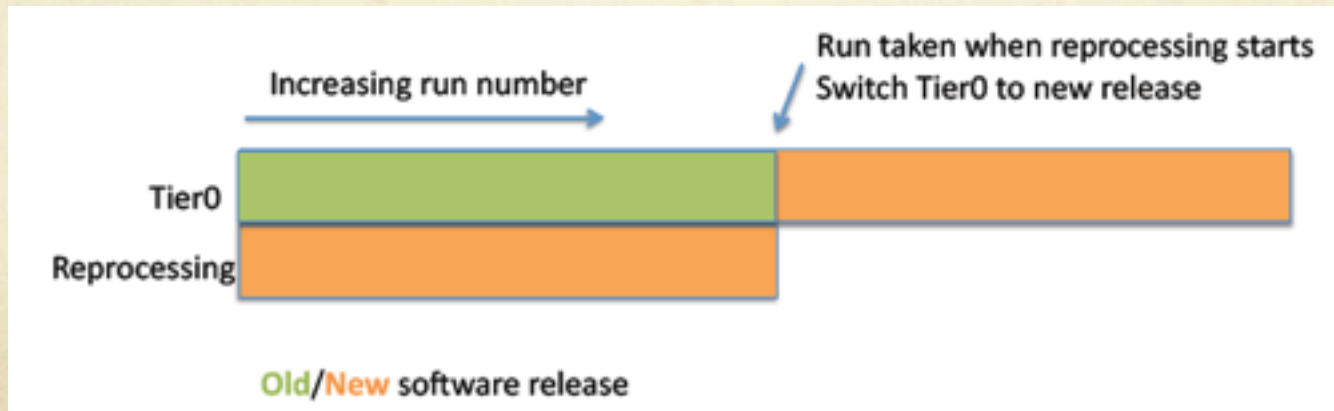 Run taken when reprocessing starts
Increasing run number
Switch Tier0 to new release
Tier0
Reprocessing
Old/New software release